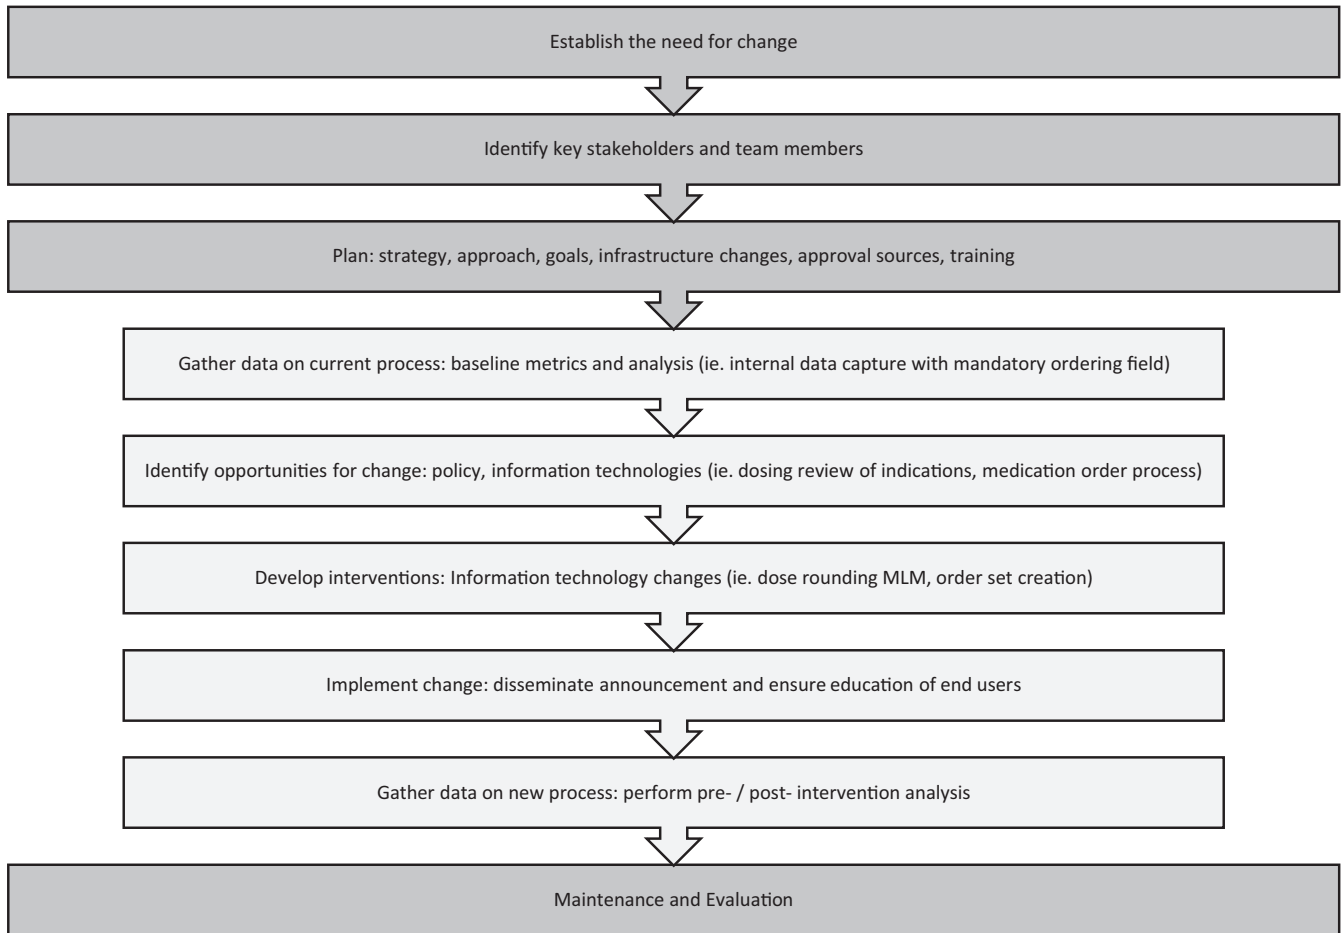 Establish the need for change
Identify key stakeholders and team members
Plan: strategy, approach, goals, infrastructure changes, approval sources, training
Gather data on current process: baseline metrics and analysis (ie. internal data capture with mandatory ordering field)
Identify opportunities for change: policy, information technologies (ie. dosing review of indications, medication order process)
Develop interventions: Information technology changes (ie. dose rounding MLM, order set creation)
Implement change: disseminate announcement and ensure education of end users
Gather data on new process: perform pre- / post- intervention analysis
Maintenance and Evaluation